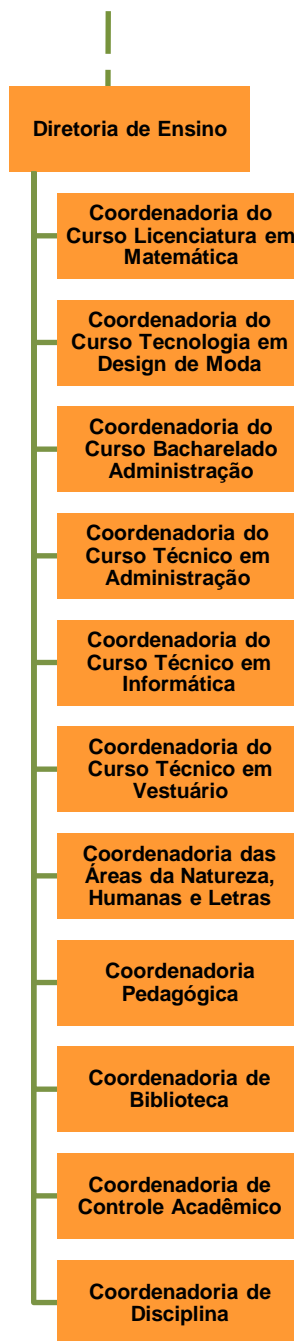 Diretoria de Ensino
Coordenadoria do
Curso Licenciatura em
Matemática
Coordenadoria do
Curso Tecnologia em
Design de Moda
Coordenadoria do
Curso Bacharelado
Administração
Coordenadoria do
Curso Técnico em
Administração
Coordenadoria do
Curso Técnico em
Informática
Coordenadoria do
Curso Técnico em
Vestuário
Coordenadoria das
Áreas da Natureza,
Humanas e Letras
Coordenadoria
Pedagógica
Coordenadoria de
Biblioteca
Coordenadoria de
Controle Acadêmico
Coordenadoria de
Disciplina